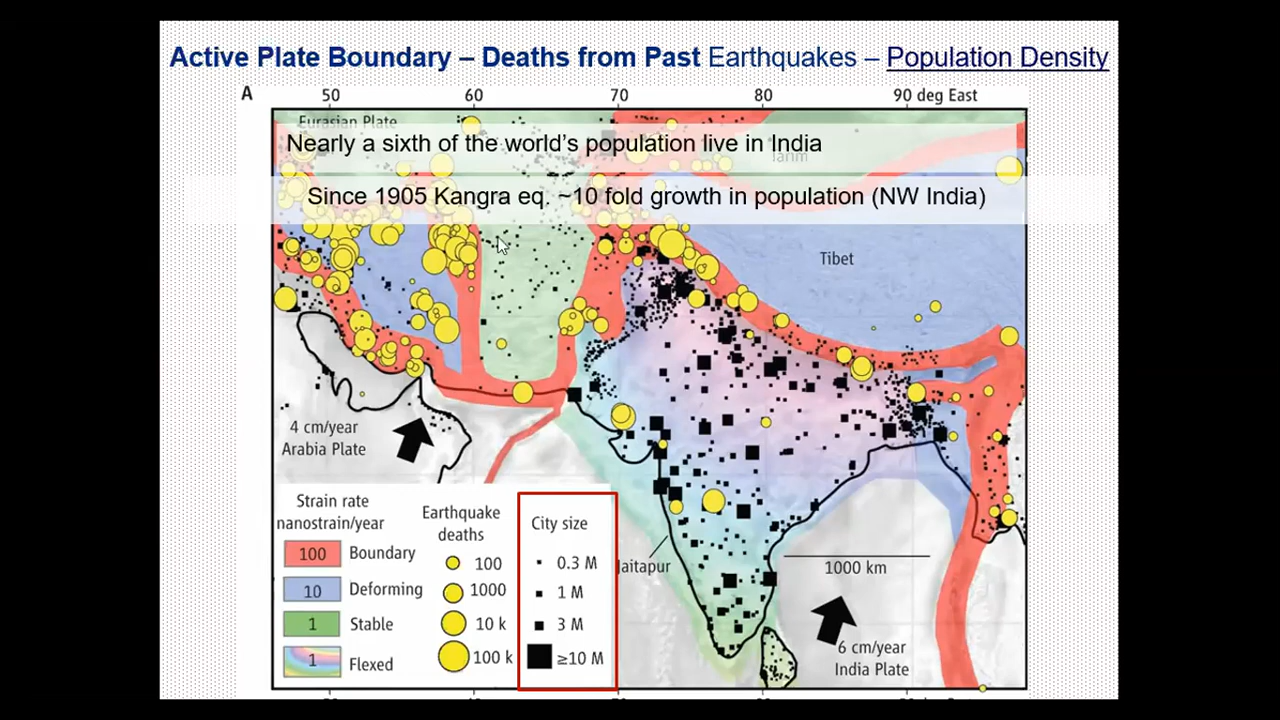 Active Plate Boundary – Deaths from Past Earthquakes – Population Density
A
50 60 70 80 90 deg East
Eurasian Plate
Nearly a sixth of the world's population live in India
Tarim
Since 1905 Kangra eq. ~10 fold growth in population (NW India)
Tibet
4 cm/year
Arabia Plate
Strain rate
nanostrain/year
100 Boundary
10 Deforming
1 Stable
1 Flexed
Earthquake
deaths
100
1000
10 k
100 k
City size
0.3 M
1 M
3 M
≥10 M
Jaitapur
1000 km
6 cm/year
India Plate